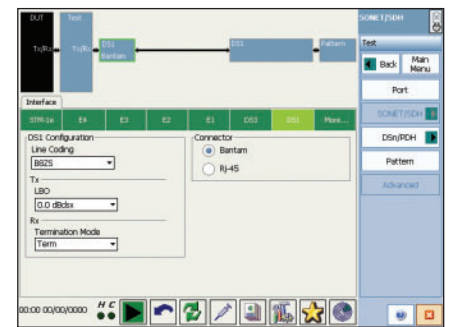 DUT
Test
SONET/SDH
Tx/Rx
Tx/Rx
DS1
Bantam
DS1
Pattern
Test
Back
Main Menu
Port
SONET/SDH
DSn/PDH
Pattern
Advanced
Interface
STM-1e E4 E3 E2 E1 DS3 DS1 More...
DS1 Configuration
Line Coding
B8ZS
Tx
LBO
0.0 dBdsx
Rx
Termination Mode
Term
Connector
Bantam
RJ-45
00:00 00/00/0000
H C